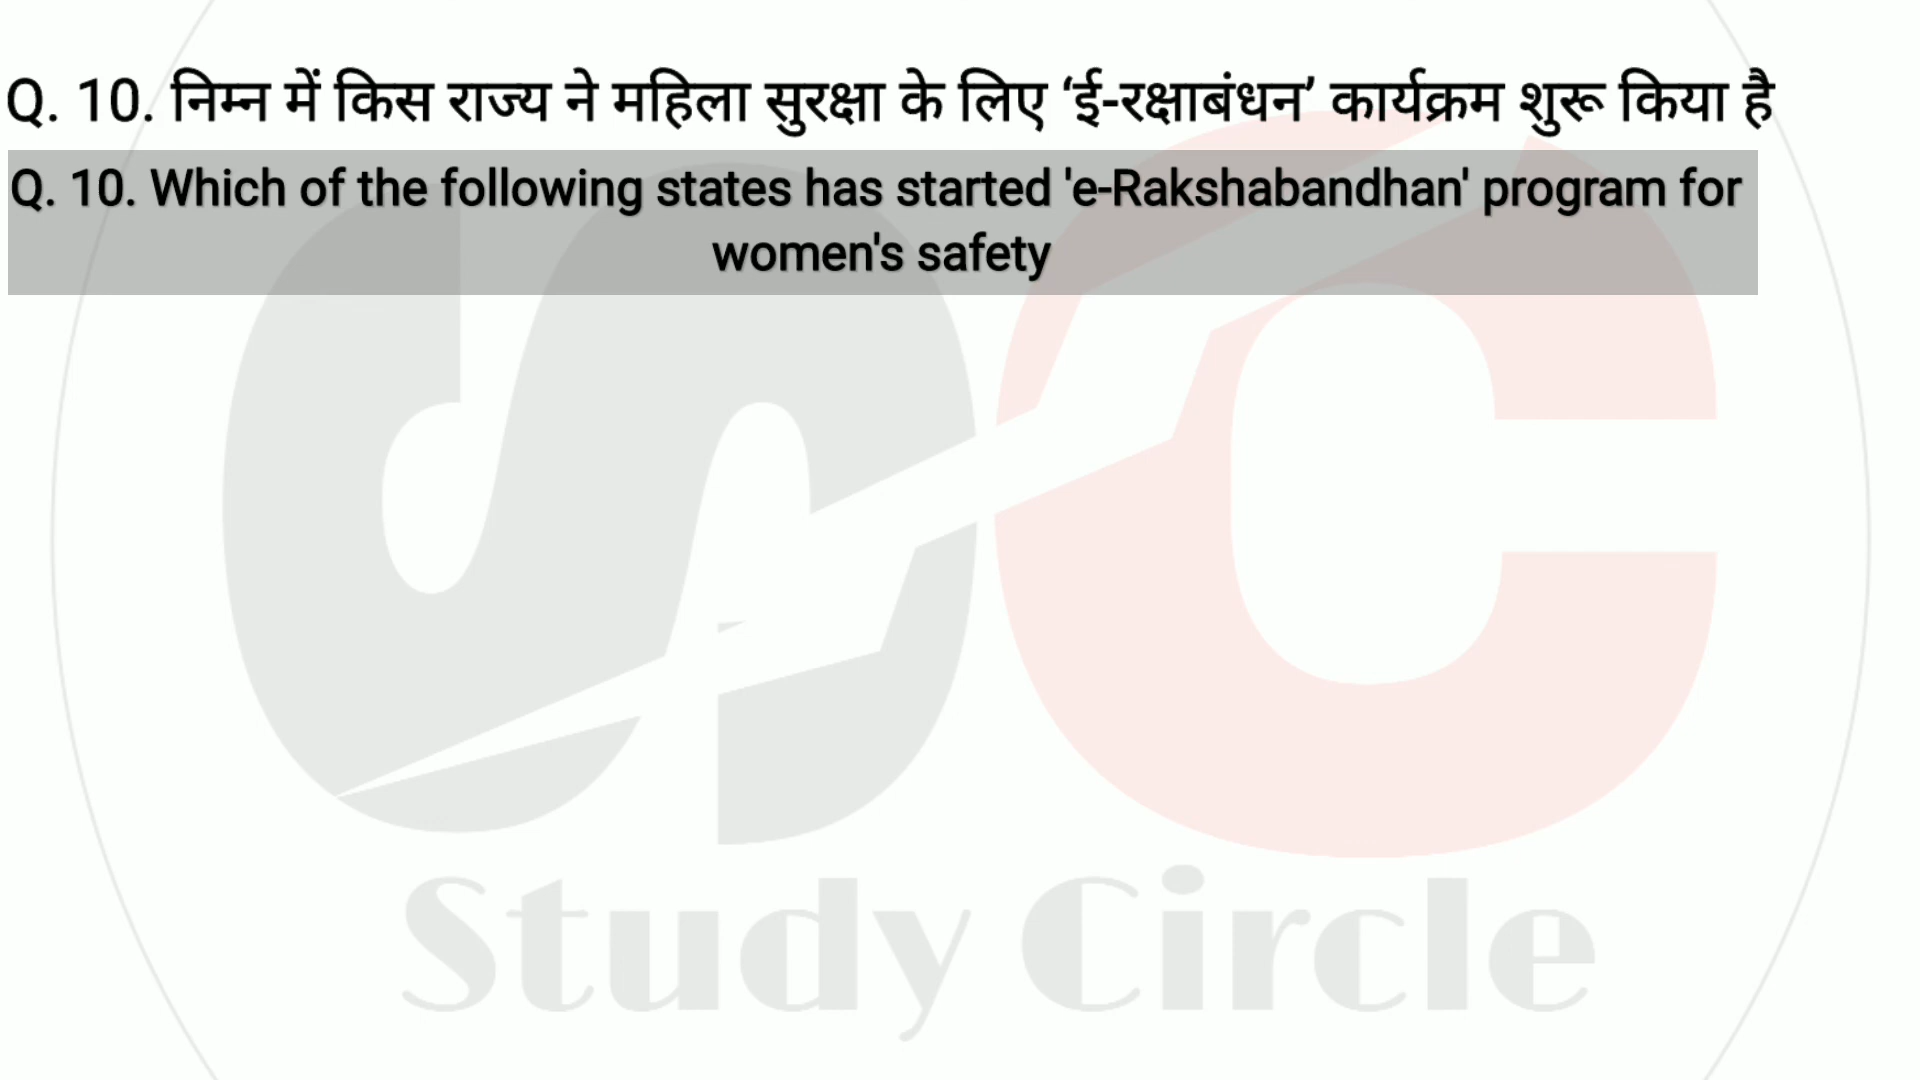 Q. 10. निम्न में किस राज्य ने महिला सुरक्षा के लिए ‘ई-रक्षाबंधन’ कार्यक्रम शुरू किया है
Q. 10. Which of the following states has started 'e-Rakshabandhan' program for
women's safety
Study Circle